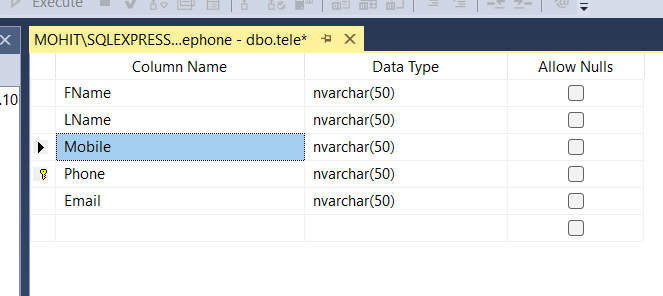 Execute
MOHIT\SQLEXPRESS...ephone - dbo.tele*
.10
Column Name Data Type Allow Nulls
FName nvarchar(50)
LName nvarchar(50)
Mobile nvarchar(50)
Phone nvarchar(50)
Email nvarchar(50)